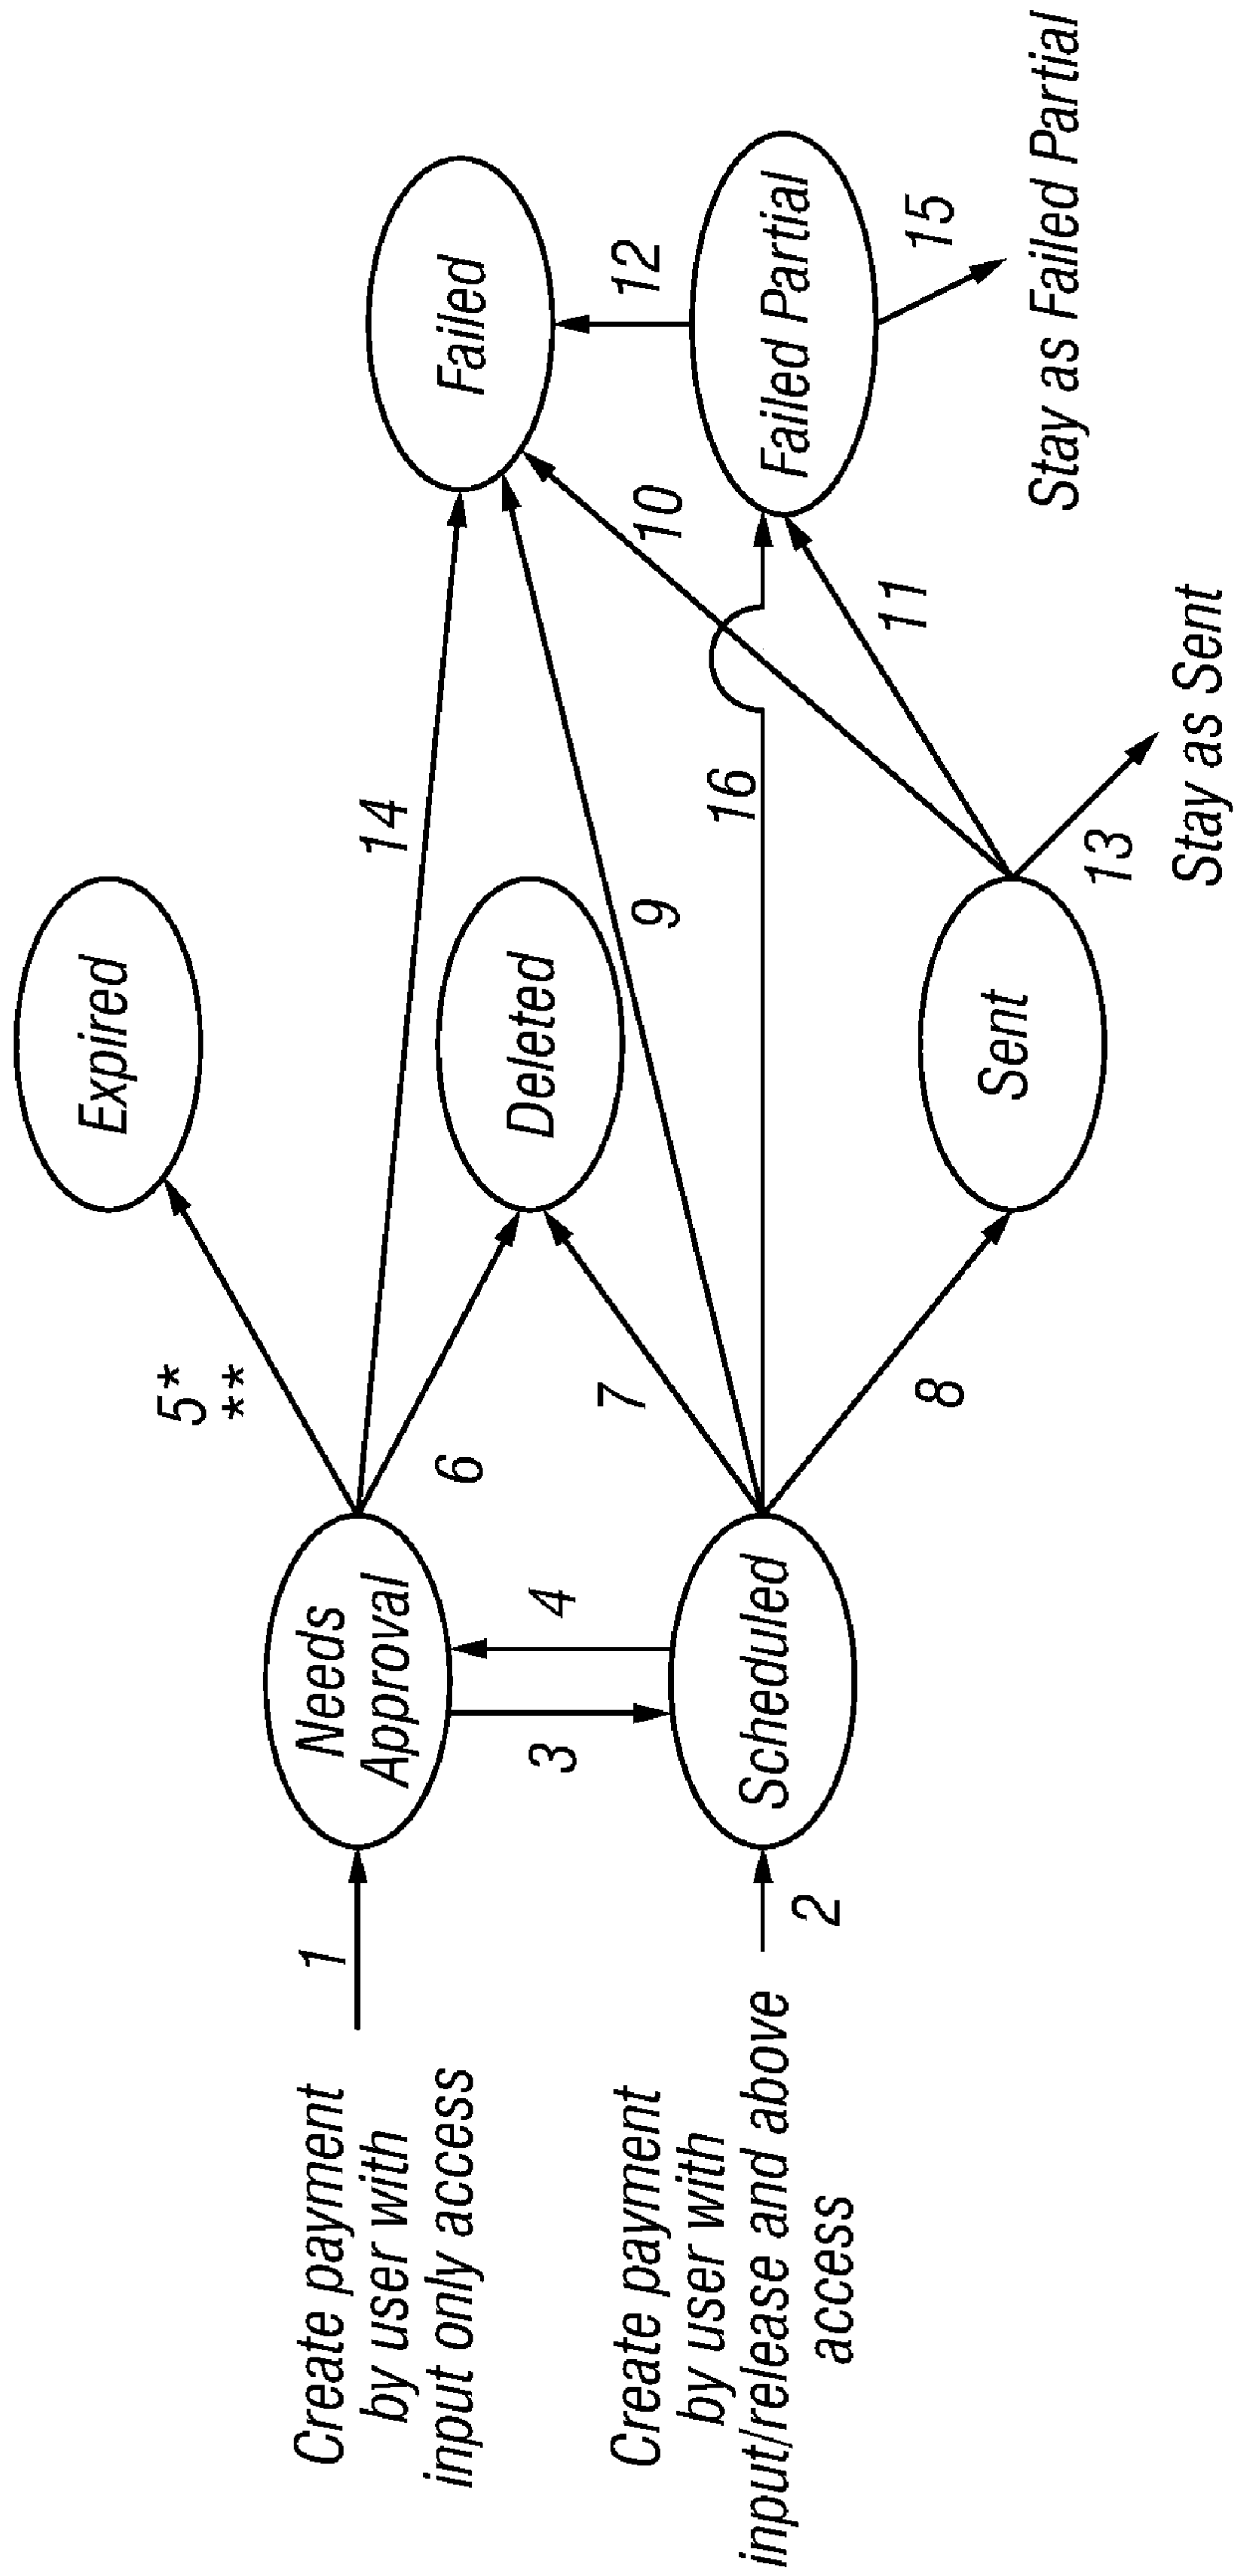 Create payment
by user with
input only access
1
Needs
Approval
5*
**
Expired
14
6
Deleted
Failed
3
4
Create payment
by user with
input/release and above
access
2
Scheduled
7
9
16
8
10
12
Sent
11
Failed Partial
13
Stay as Sent
15
Stay as Failed Partial